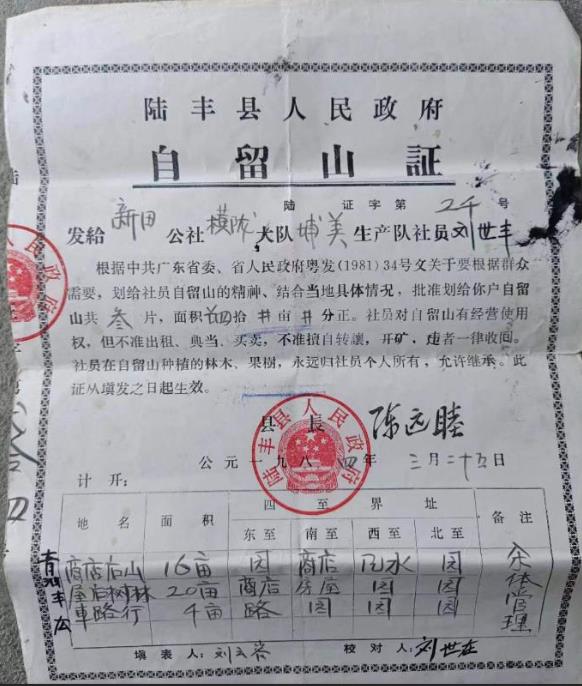 陆丰县人民政府
自留山証
陆 证字第 24 号
发給 新田 公社 横陇 大队 埔美 生产队社员 刘世丰
根据中共广东省委、省人民政府粤发(1981)34号文关于要根据群众
需要，划给社员自留山的精神、结合当地具体情况，批准划给你户自留
山共 叁 片，面积 四拾 亩 分正。社员对自留山有经营使用
权，但不准出租、典当、买卖，不准擅自转讓，开矿，违者一律收回。
社员在自留山种植的林木、果樹，永远归社员个人所有，允许继承。此
证从填发之日起生效。
县長 陈远睦
公元一九八四年 三月二十五日
陆丰县人民政府
计开：
地名 面积 四至界址 备注
东至 南至 西至 北至
商店后山 16亩 园 商店 园
屋后树林 20亩 商店 房屋 园 园
車路行 4亩 路 园 园 园
填表人：刘 校对人：刘世